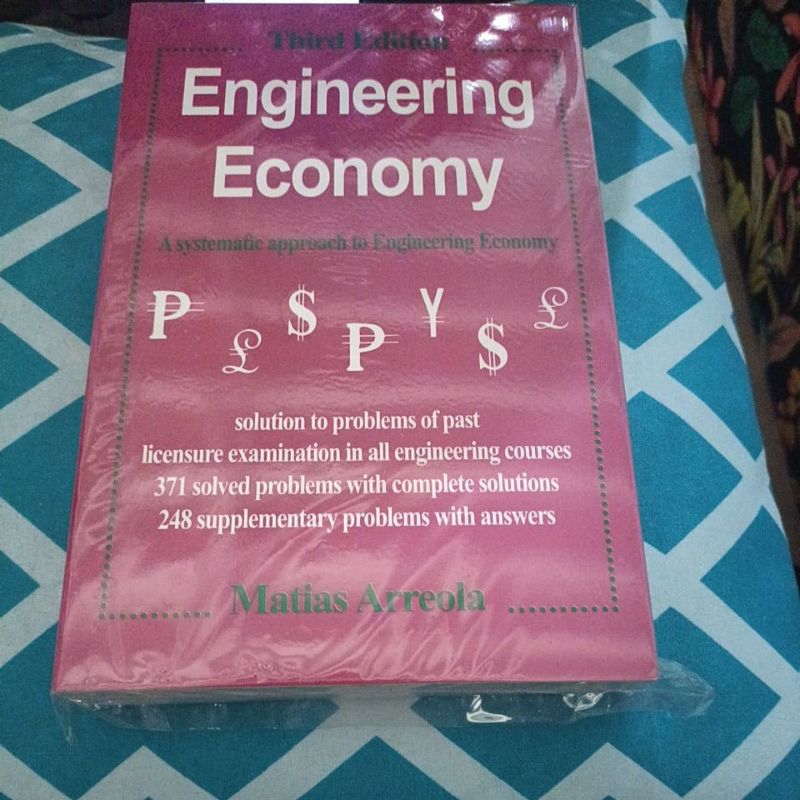 Third Edition
Engineering
Economy
A systematic approach to Engineering Economy
₱ £ $ ₱ ¥ $ £
solution to problems of past
licensure examination in all engineering courses
371 solved problems with complete solutions
248 supplementary problems with answers
Matias Arreola